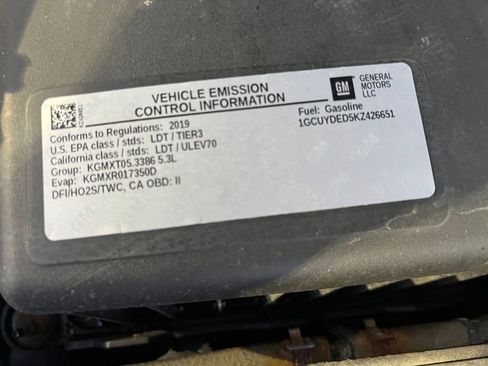 VEHICLE EMISSION
CONTROL INFORMATION
GM
GENERAL
MOTORS
LLC
Conforms to Regulations: 2019
U.S. EPA class / stds: LDT / TIER3
California class / stds: LDT / ULEV70
Group: KGMXT05.3386 5.3L
Evap: KGMXR017350D
DFI/HO2S/TWC, CA OBD: II
Fuel: Gasoline
1GCUYDED5KZ426651